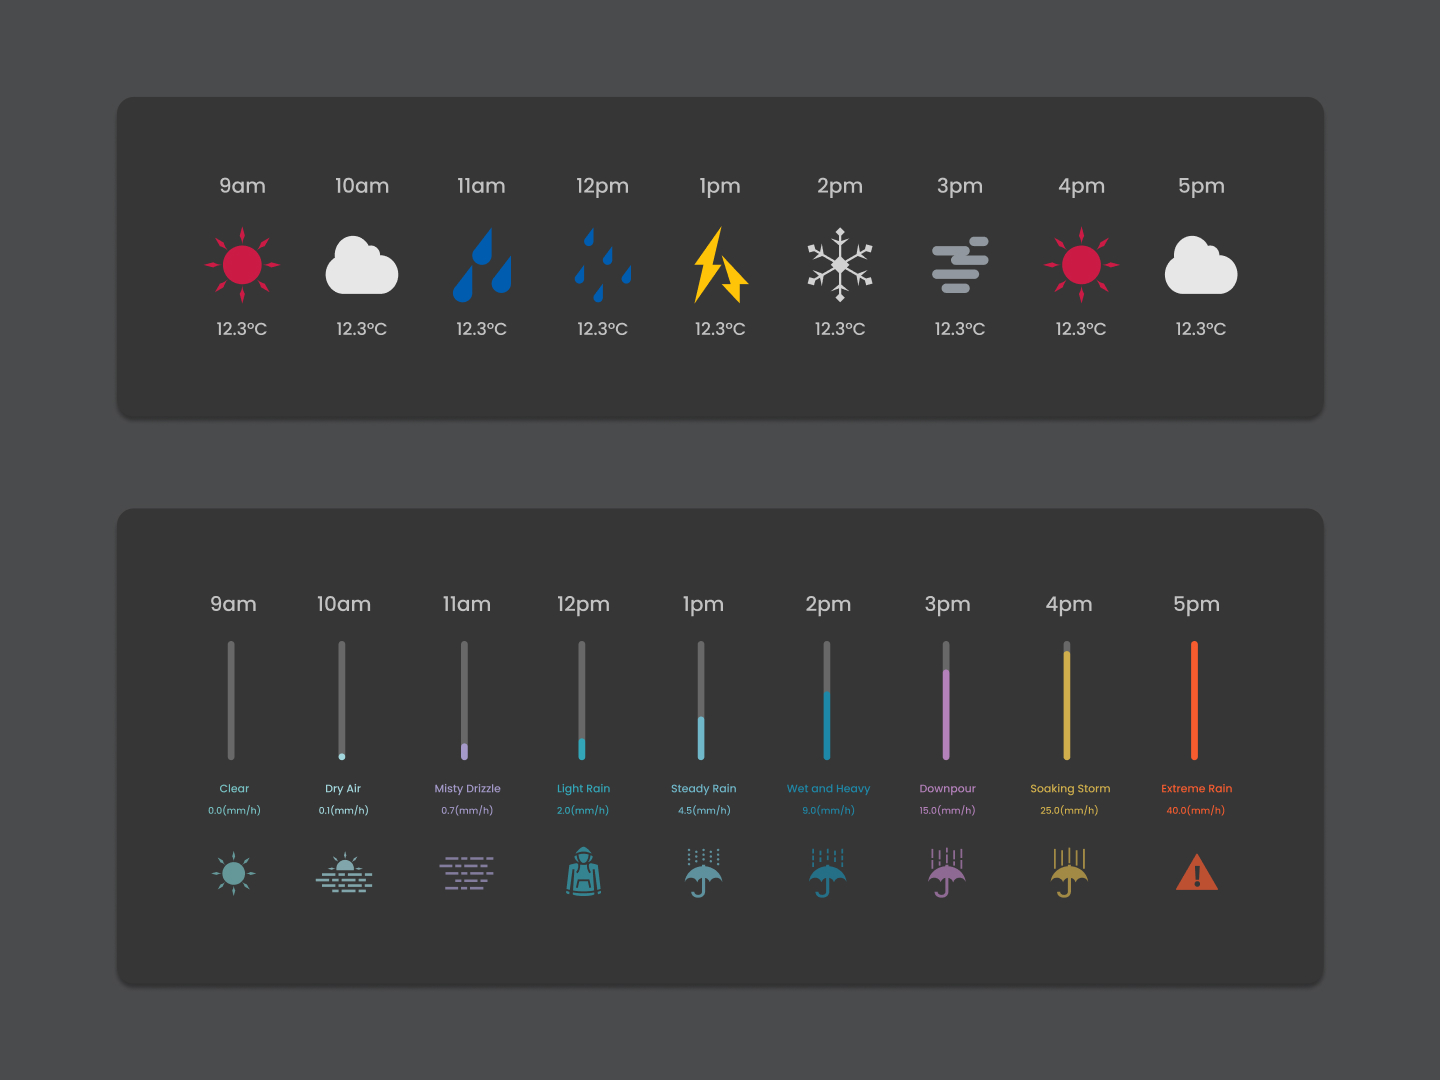 9am 10am 11am 12pm 1pm 2pm 3pm 4pm 5pm
12.3°C 12.3°C 12.3°C 12.3°C 12.3°C 12.3°C 12.3°C 12.3°C 12.3°C
9am 10am 11am 12pm 1pm 2pm 3pm 4pm 5pm
Clear Dry Air Misty Drizzle Light Rain Steady Rain Wet and Heavy Downpour Soaking Storm Extreme Rain
0.0(mm/h) 0.1(mm/h) 0.7(mm/h) 2.0(mm/h) 4.5(mm/h) 9.0(mm/h) 15.0(mm/h) 25.0(mm/h) 40.0(mm/h)